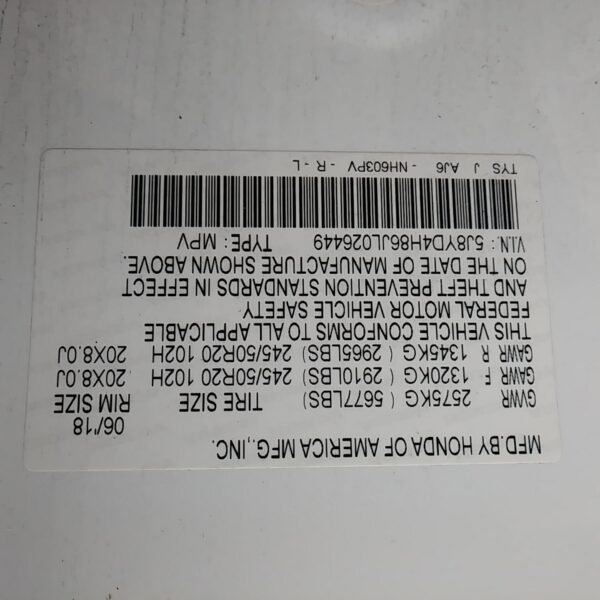 MFD.BY HONDA OF AMERICA MFG.,INC. 06/18
GVWR 2575KG ( 5677LBS) TIRE SIZE RIM SIZE
GAWR F 1320KG ( 2910LBS) 245/50R20 102H 20X8.0J
GAWR R 1345KG ( 2965LBS) 245/50R20 102H 20X8.0J
THIS VEHICLE CONFORMS TO ALL APPLICABLE
FEDERAL MOTOR VEHICLE SAFETY
AND THEFT PREVENTION STANDARDS IN EFFECT
ON THE DATE OF MANUFACTURE SHOWN ABOVE.
V.I.N: 5J8YD4H86JL026449 TYPE: MPV
TYS J AJ6 - NH603PV - R - L